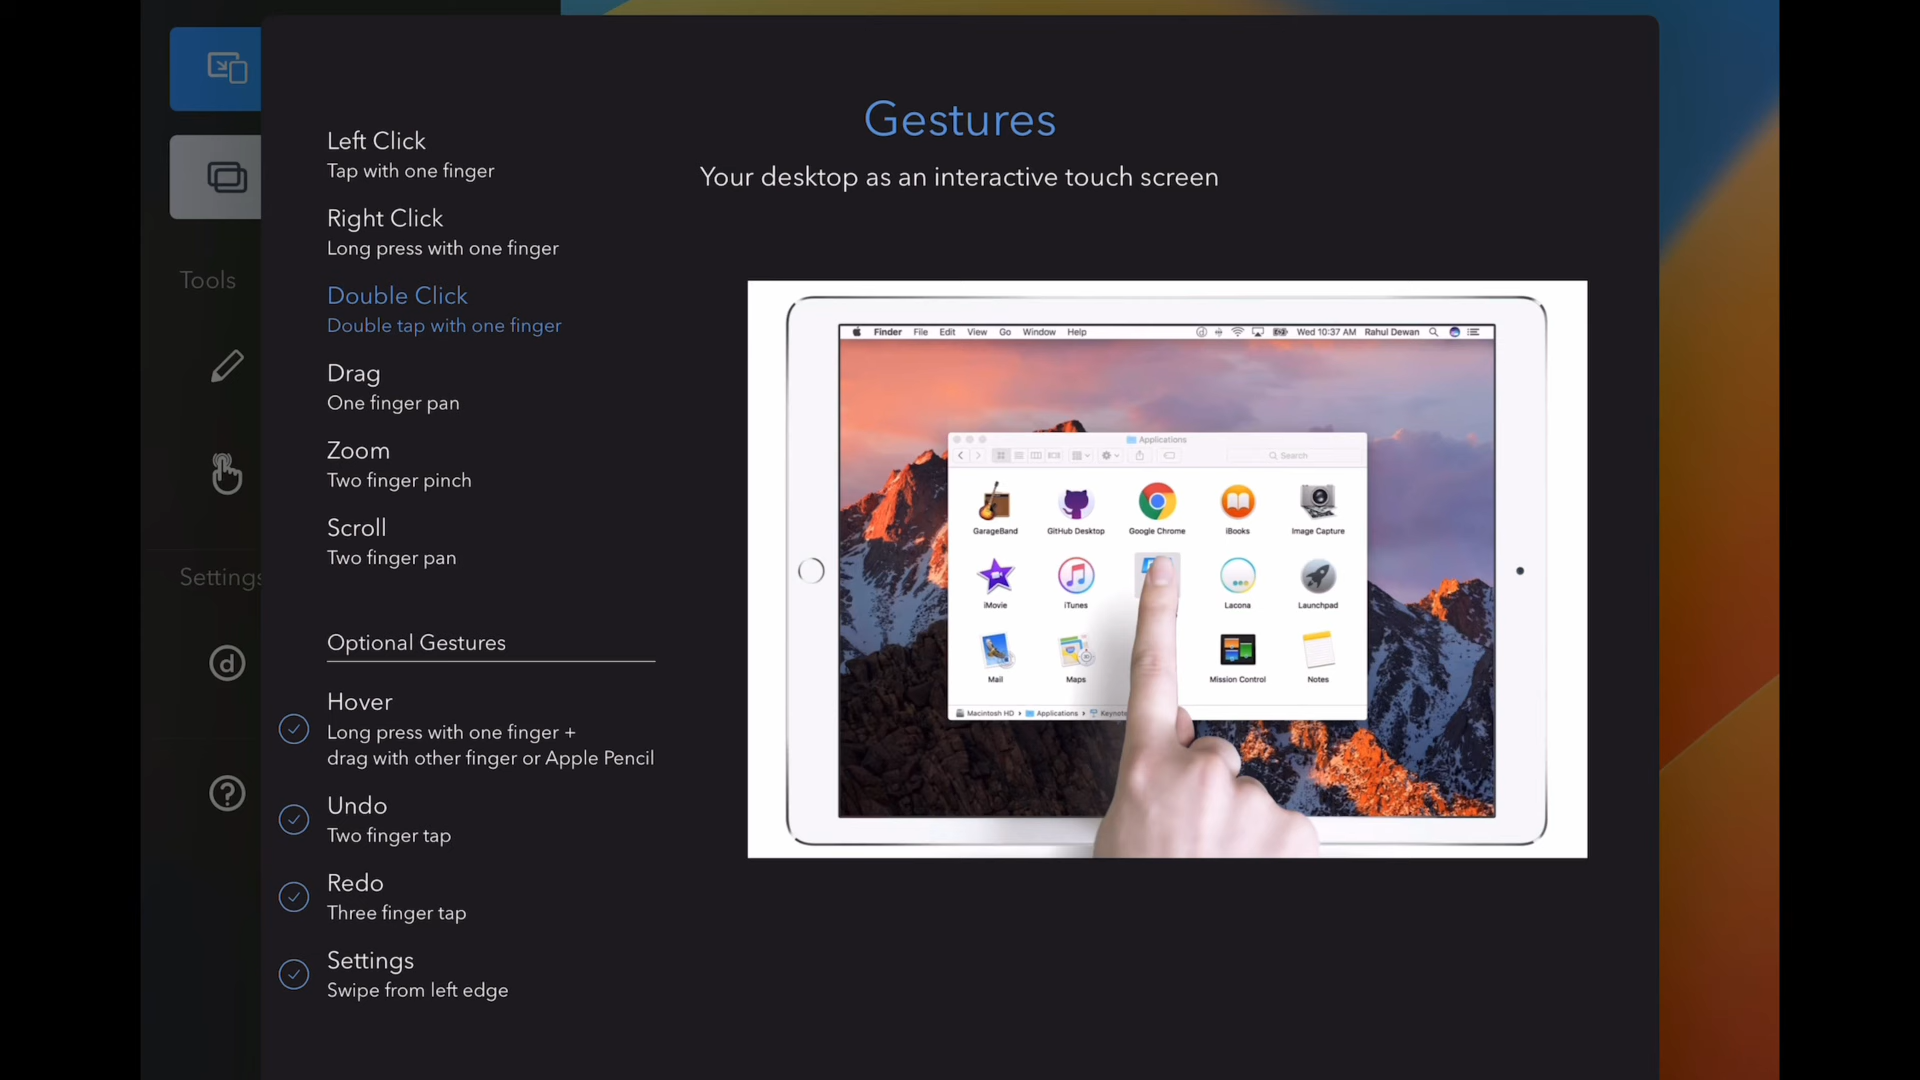 Tools
Settings
Left Click
Tap with one finger
Right Click
Long press with one finger
Double Click
Double tap with one finger
Drag
One finger pan
Zoom
Two finger pinch
Scroll
Two finger pan
Optional Gestures
Hover
Long press with one finger +
drag with other finger or Apple Pencil
Undo
Two finger tap
Redo
Three finger tap
Settings
Swipe from left edge
Gestures
Your desktop as an interactive touch screen
Finder File Edit View Go Window Help Wed 10:37 AM Rahul Dewan
Applications
Search
GarageBand GitHub Desktop Google Chrome iBooks Image Capture
iMovie iTunes Lacona Launchpad
Mail Maps Mission Control Notes
Macintosh HD › Applications › Keynote